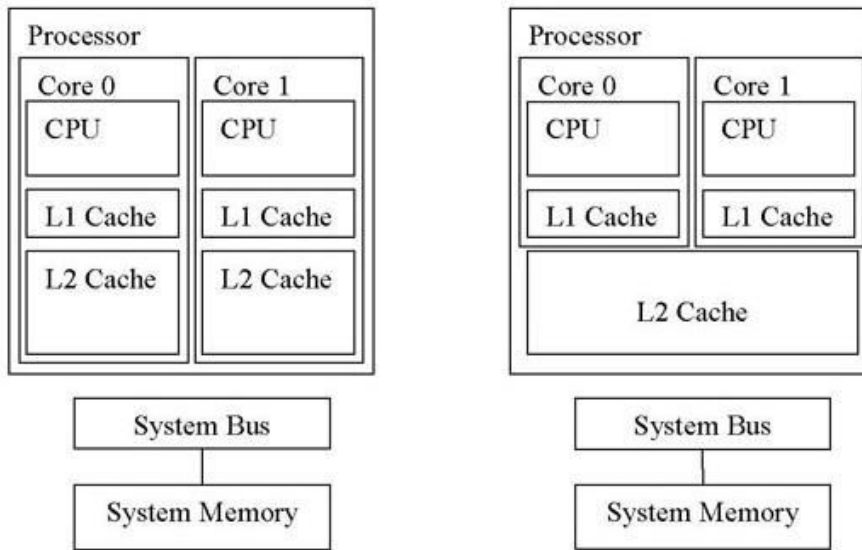 Processor
Core 0
CPU
L1 Cache
L2 Cache
Core 1
CPU
L1 Cache
L2 Cache
System Bus
System Memory
Processor
Core 0
CPU
L1 Cache
Core 1
CPU
L1 Cache
L2 Cache
System Bus
System Memory